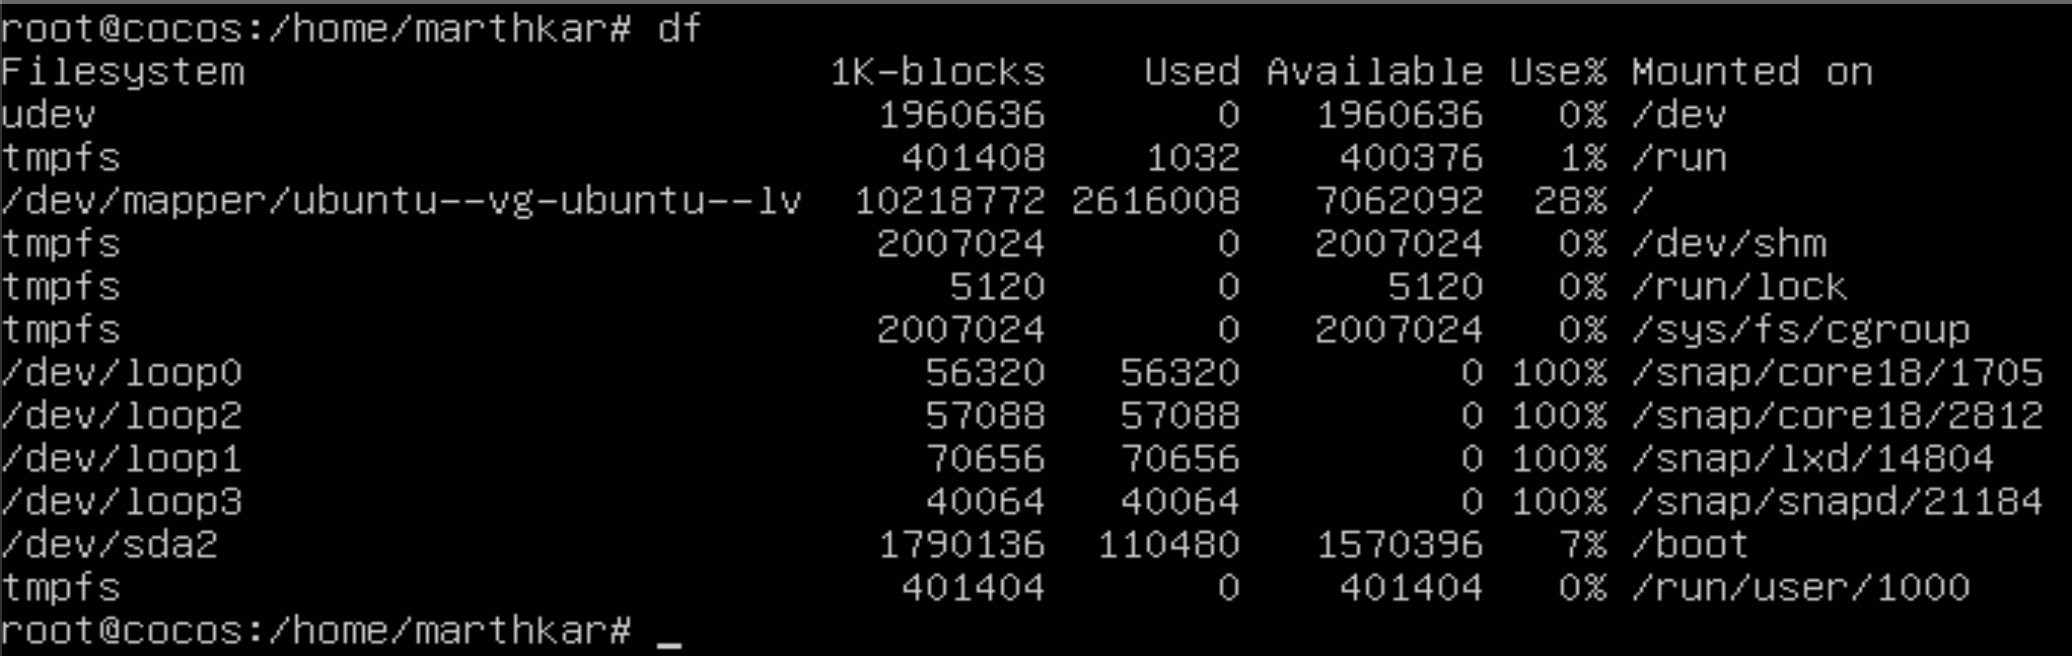 root@cocos:/home/marthkar# df
Filesystem                        1K-blocks    Used Available Use% Mounted on
udev                                1960636       0   1960636   0% /dev
tmpfs                                401408    1032    400376   1% /run
/dev/mapper/ubuntu--vg-ubuntu--lv  10218772 2616008   7062092  28% /
tmpfs                               2007024       0   2007024   0% /dev/shm
tmpfs                                  5120       0      5120   0% /run/lock
tmpfs                               2007024       0   2007024   0% /sys/fs/cgroup
/dev/loop0                            56320   56320         0 100% /snap/core18/1705
/dev/loop2                            57088   57088         0 100% /snap/core18/2812
/dev/loop1                            70656   70656         0 100% /snap/lxd/14804
/dev/loop3                            40064   40064         0 100% /snap/snapd/21184
/dev/sda2                           1790136  110480   1570396   7% /boot
tmpfs                                401404       0    401404   0% /run/user/1000
root@cocos:/home/marthkar# _